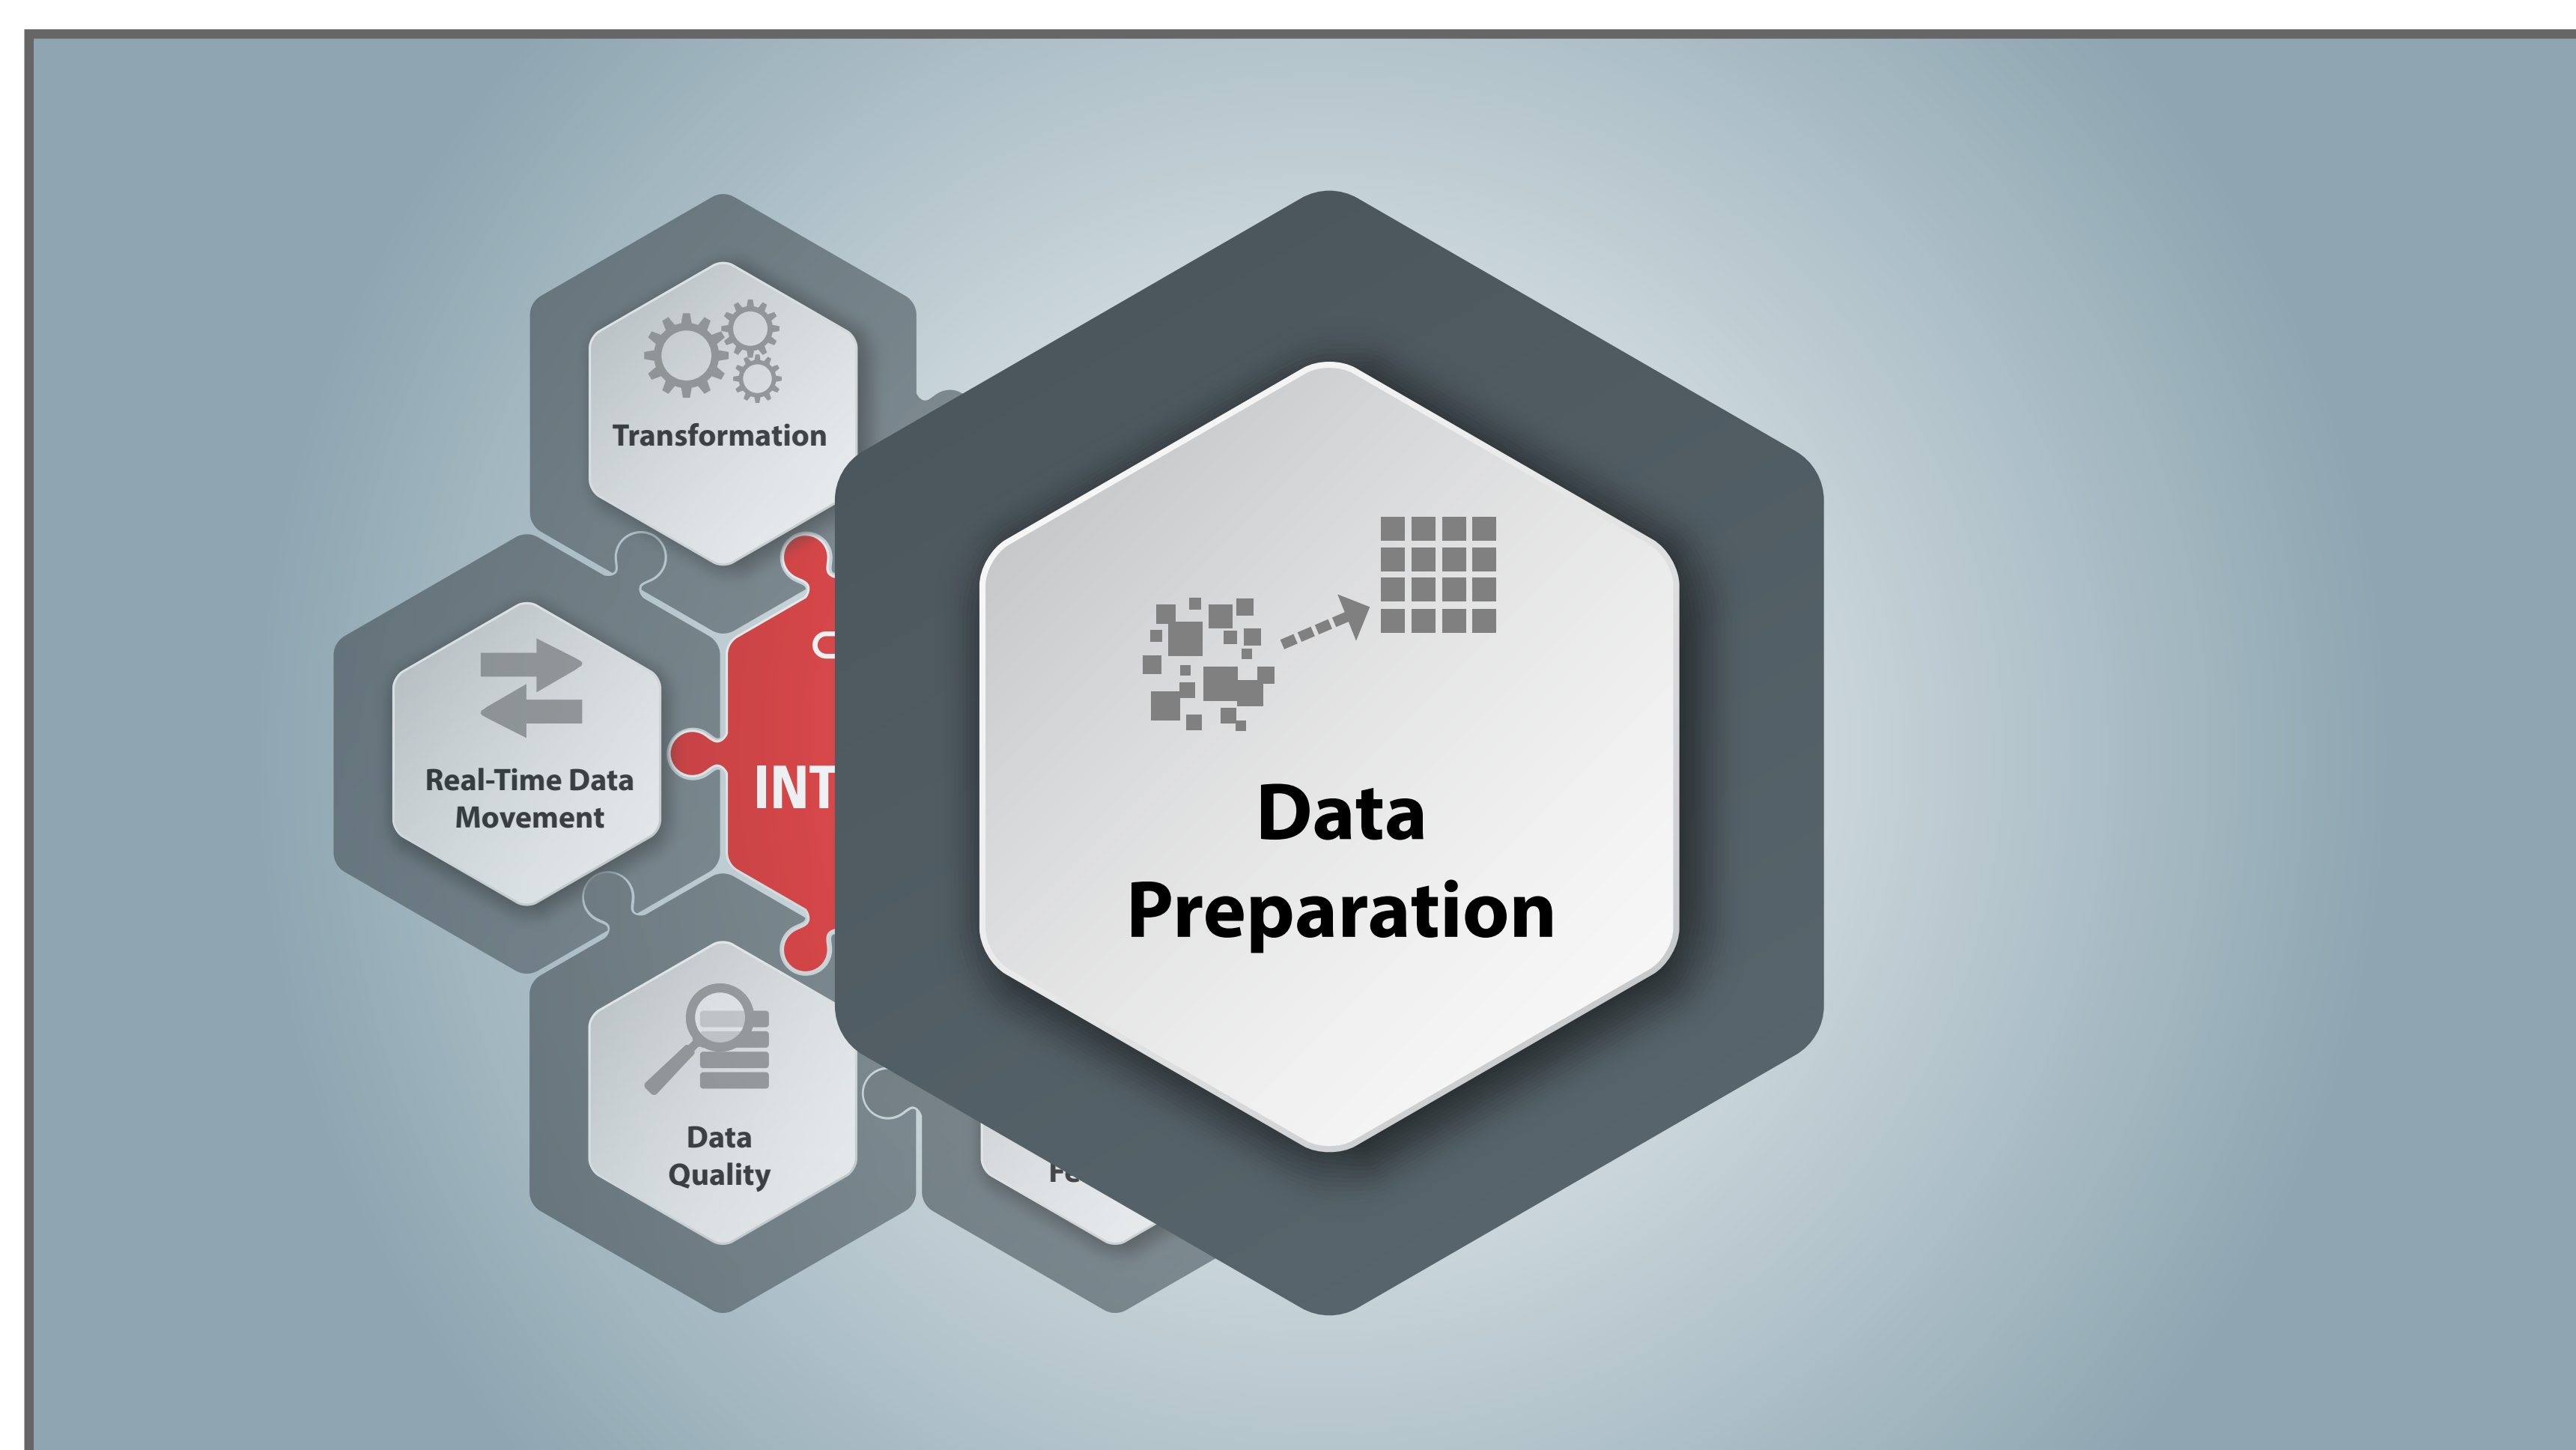 Transformation
Real-Time Data
Movement
INT
Data
Preparation
Data
Quality